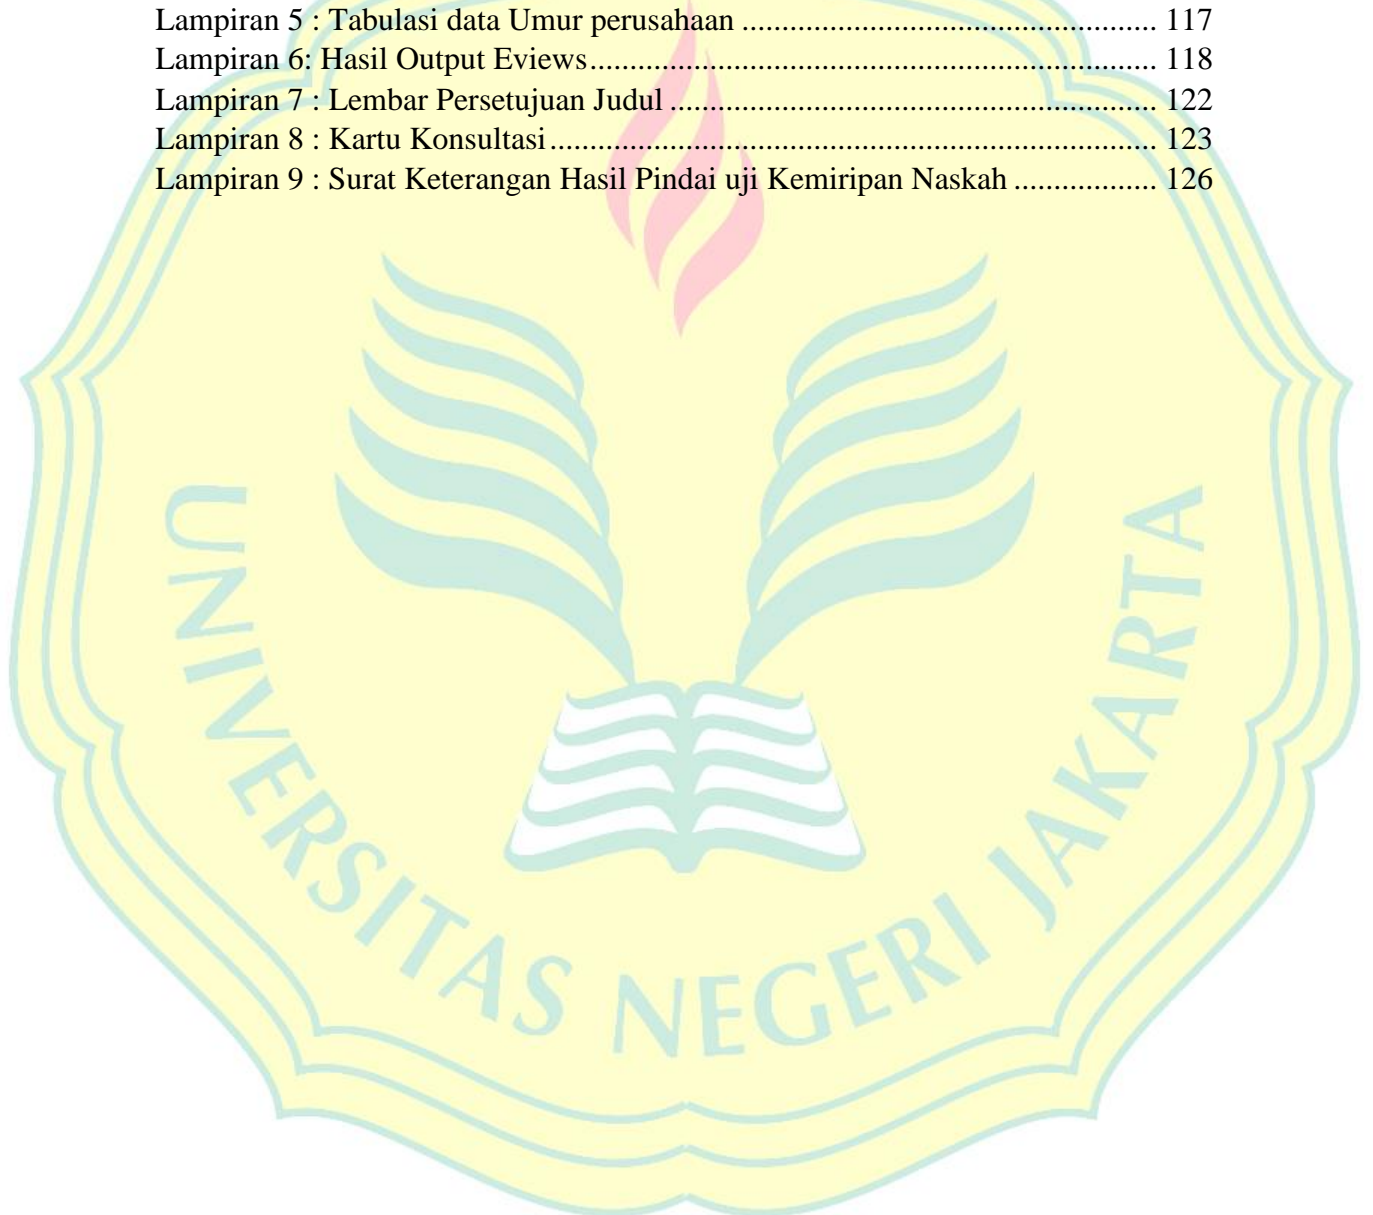 Lampiran 5 : Tabulasi data Umur perusahaan .................................................... 117
Lampiran 6: Hasil Output Eviews....................................................................... 118
Lampiran 7 : Lembar Persetujuan Judul ............................................................. 122
Lampiran 8 : Kartu Konsultasi............................................................................ 123
Lampiran 9 : Surat Keterangan Hasil Pindai uji Kemiripan Naskah .................. 126
UNIVERSITAS NEGERI JAKARTA